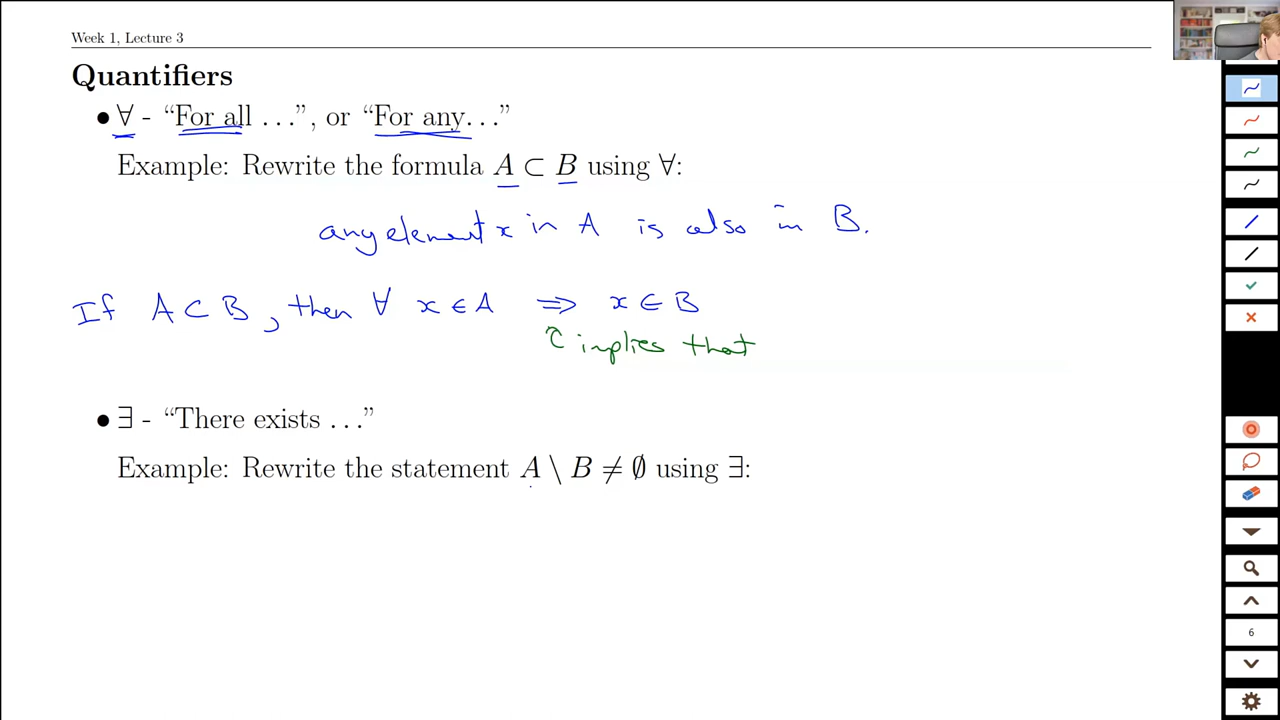 Week 1, Lecture 3
Quantifiers
• ∀ - “For all . . .”, or “For any. . .”
Example: Rewrite the formula A ⊂ B using ∀:
any element x in A is also in B.
If A ⊂ B, then ∀ x ∈ A ⟹ x ∈ B
↑ implies that
• ∃ - “There exists . . .”
Example: Rewrite the statement A \ B ≠ ∅ using ∃:
6